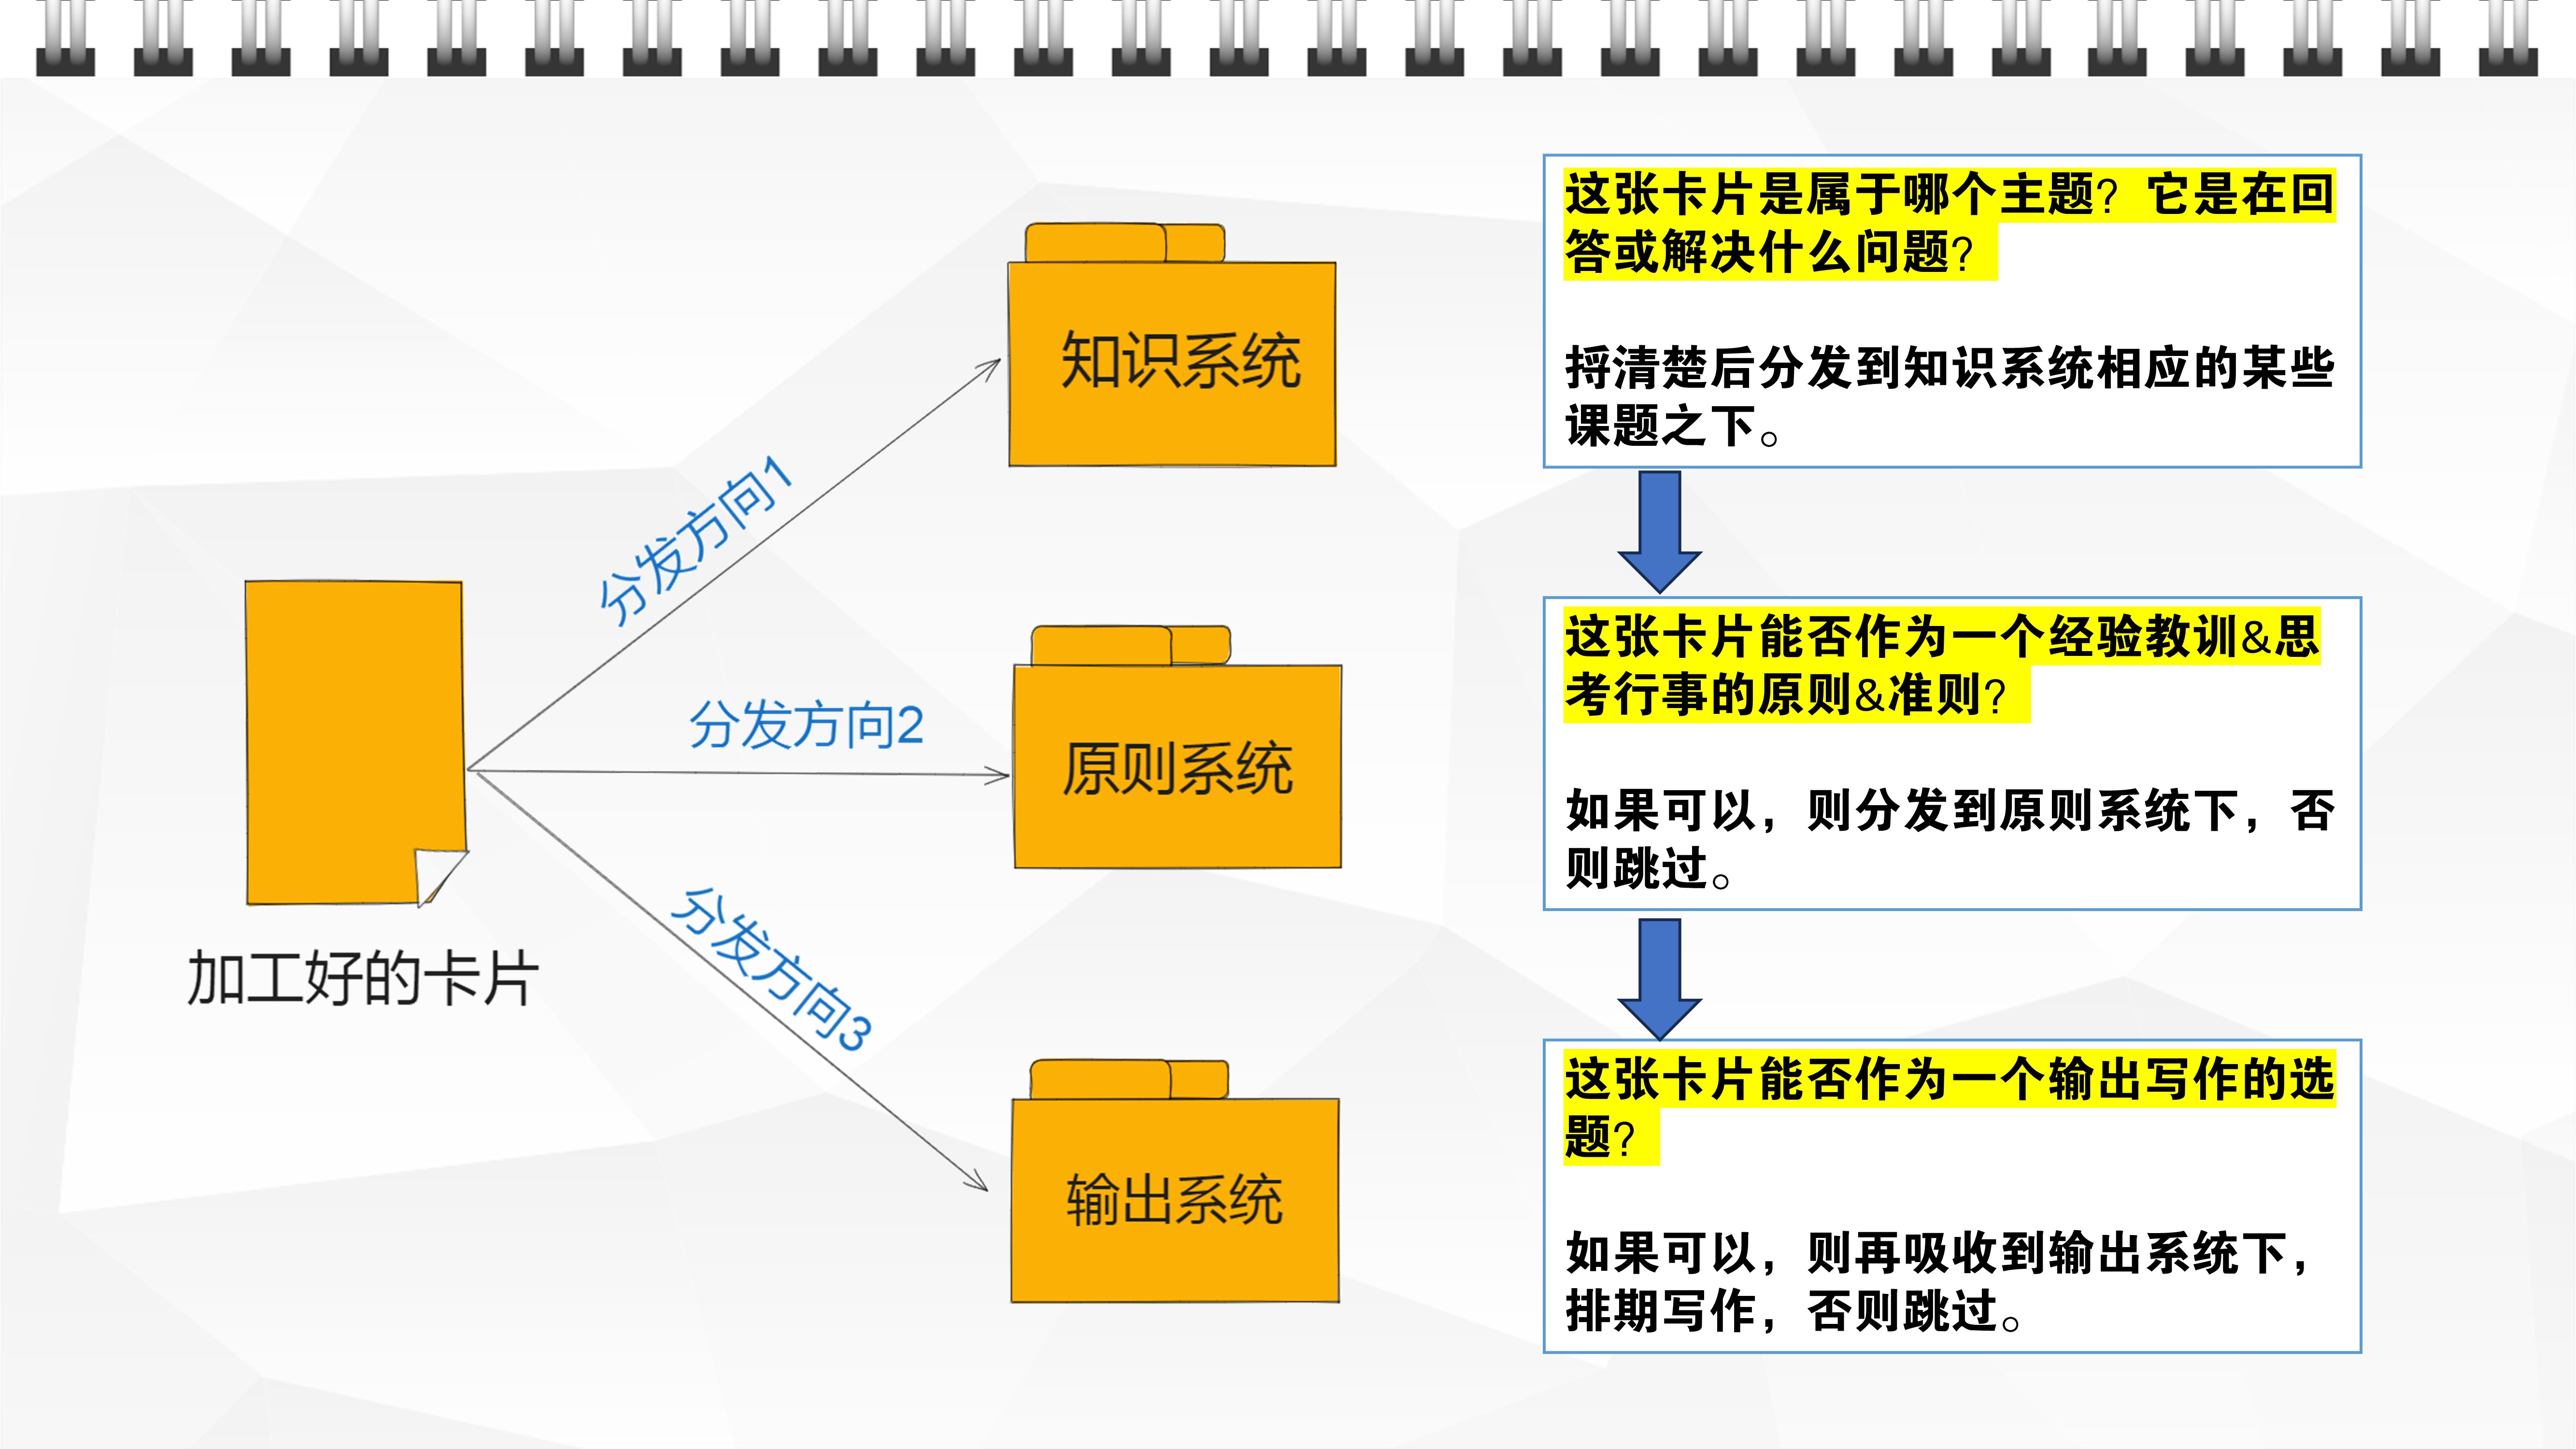 加工好的卡片
分发方向1
分发方向2
分发方向3
知识系统
原则系统
输出系统
这张卡片是属于哪个主题？它是在回
答或解决什么问题？
捋清楚后分发到知识系统相应的某些
课题之下。
这张卡片能否作为一个经验教训&思
考行事的原则&准则？
如果可以，则分发到原则系统下，否
则跳过。
这张卡片能否作为一个输出写作的选
题？
如果可以，则再吸收到输出系统下，
排期写作，否则跳过。